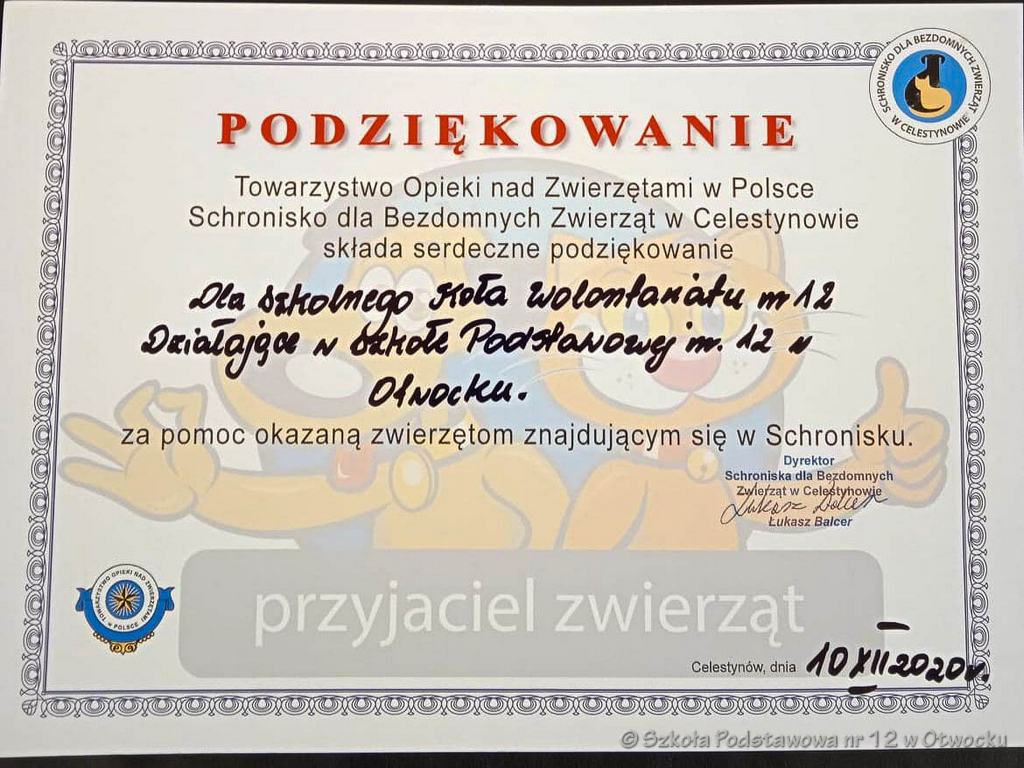 SCHRONISKO DLA BEZDOMNYCH ZWIERZĄT
W CELESTYNOWIE
PODZIĘKOWANIE
Towarzystwo Opieki nad Zwierzętami w Polsce
Schronisko dla Bezdomnych Zwierząt w Celestynowie
składa serdeczne podziękowanie
Dla Szkolnego Koła Wolontariatu nr 12
Działające w Szkole Podstawowej nr. 12 w
Otwocku.
za pomoc okazaną zwierzętom znajdującym się w Schronisku.
Dyrektor
Schroniska dla Bezdomnych
Zwierząt w Celestynowie
Łukasz Balcer
Łukasz Balcer
TOWARZYSTWO OPIEKI NAD ZWIERZĘTAMI
W POLSCE
przyjaciel zwierząt
Celestynów, dnia 10 XII 2020r.
© Szkoła Podstawowa nr 12 w Otwocku